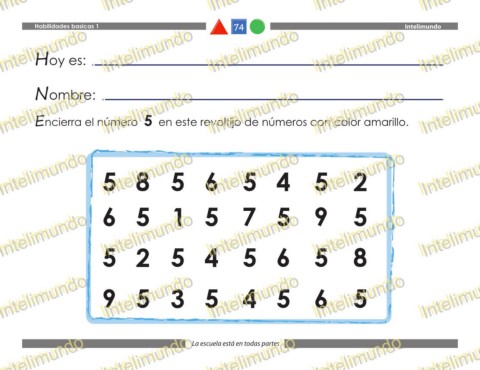 Habilidades basicas 1 74 Intelimundo
Hoy es:
Nombre:
Encierra el número 5 en este revoltijo de números con color amarillo.
5 8 5 6 5 4 5 2
6 5 1 5 7 5 9 5
5 2 5 4 5 6 5 8
9 5 3 5 4 5 6 5
La escuela está en todas partes
Intelimundo